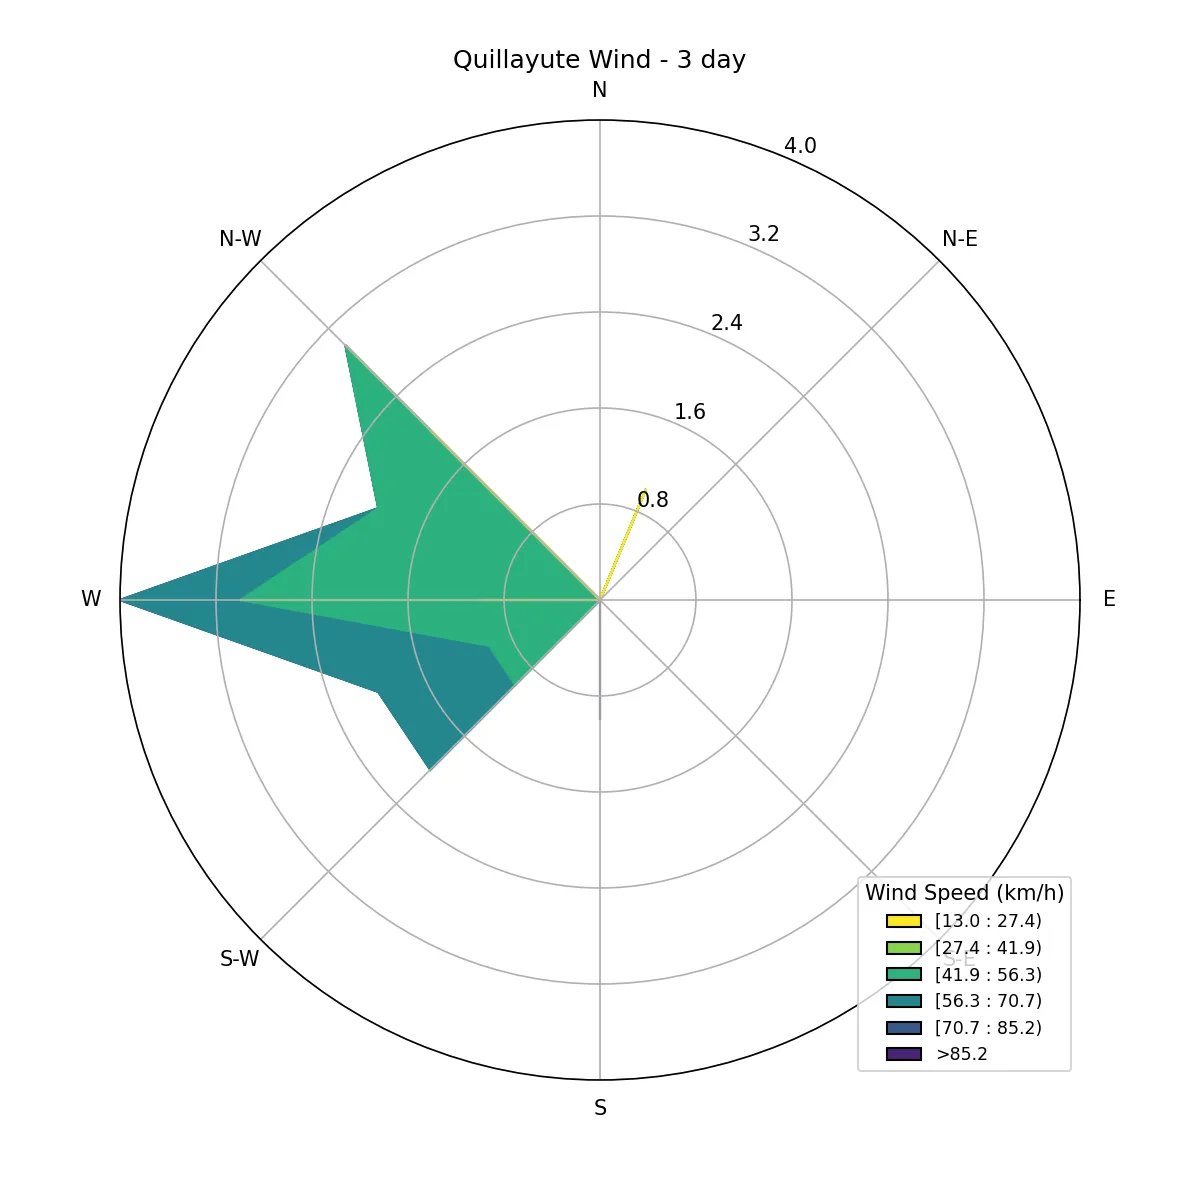 Quillayute Wind - 3 day
N
4.0
N-W
3.2
N-E
2.4
1.6
0.8
W
E
Wind Speed (km/h)
[13.0 : 27.4)
[27.4 : 41.9)
S-W
S-E
[41.9 : 56.3)
[56.3 : 70.7)
[70.7 : 85.2)
>85.2
S